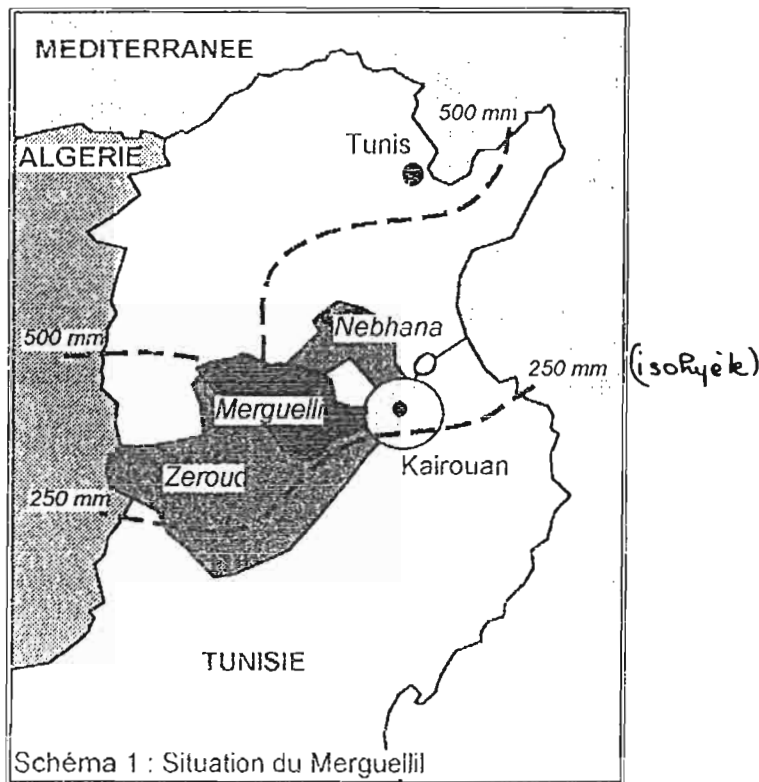 MEDITERRANEE
500 mm
Tunis
ALGERIE
Nebhana
500 mm
250 mm (isohyète)
Merguellil
Kairouan
Zeroud
250 mm
TUNISIE
Schéma 1 : Situation du Merguellil